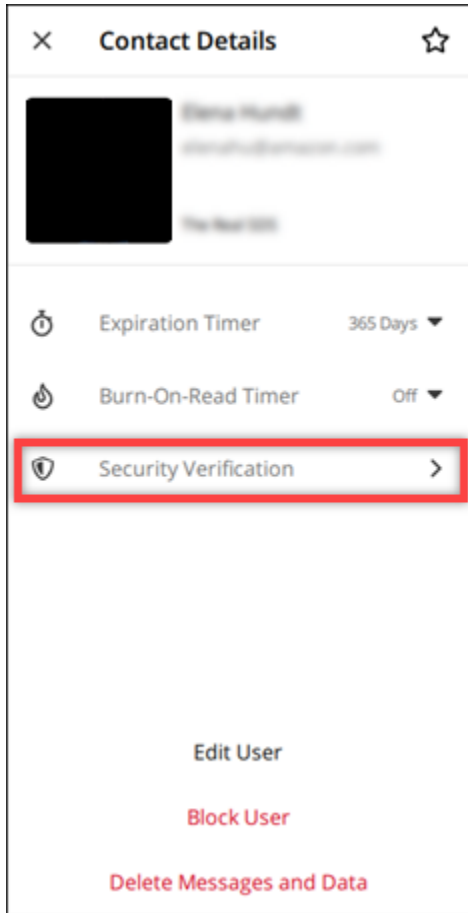 Contact Details
Expiration Timer 365 Days
Burn-On-Read Timer Off
Security Verification
Edit User
Block User
Delete Messages and Data